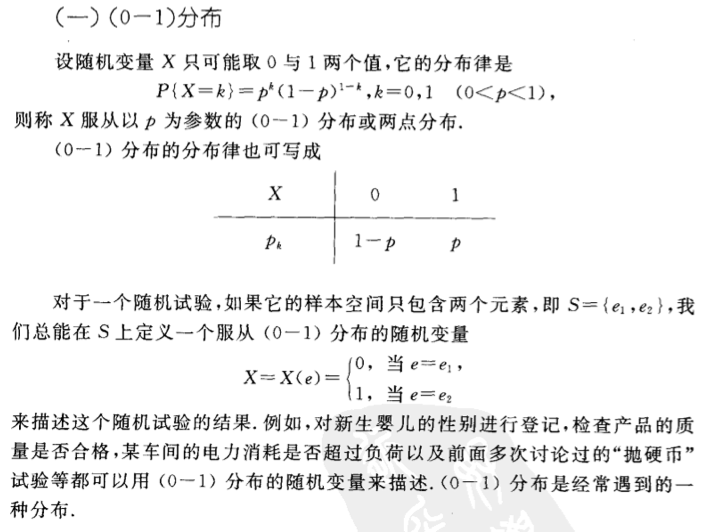 (一)(0—1)分布
设随机变量 X 只可能取 0 与 1 两个值,它的分布律是
P{X=k}=pᵏ(1−p)¹⁻ᵏ,k=0,1 (0<p<1),
则称 X 服从以 p 为参数的(0—1)分布或两点分布.
(0—1)分布的分布律也可写成
X 0 1
pₖ 1−p p
对于一个随机试验,如果它的样本空间只包含两个元素,即 S={e₁,e₂},我
们总能在 S 上定义一个服从(0—1)分布的随机变量
X=X(e)={0, 当 e=e₁,
1, 当 e=e₂
来描述这个随机试验的结果.例如,对新生婴儿的性别进行登记,检查产品的质
量是否合格,某车间的电力消耗是否超过负荷以及前面多次讨论过的“抛硬币”
试验等都可以用(0—1)分布的随机变量来描述.(0—1)分布是经常遇到的一
种分布.